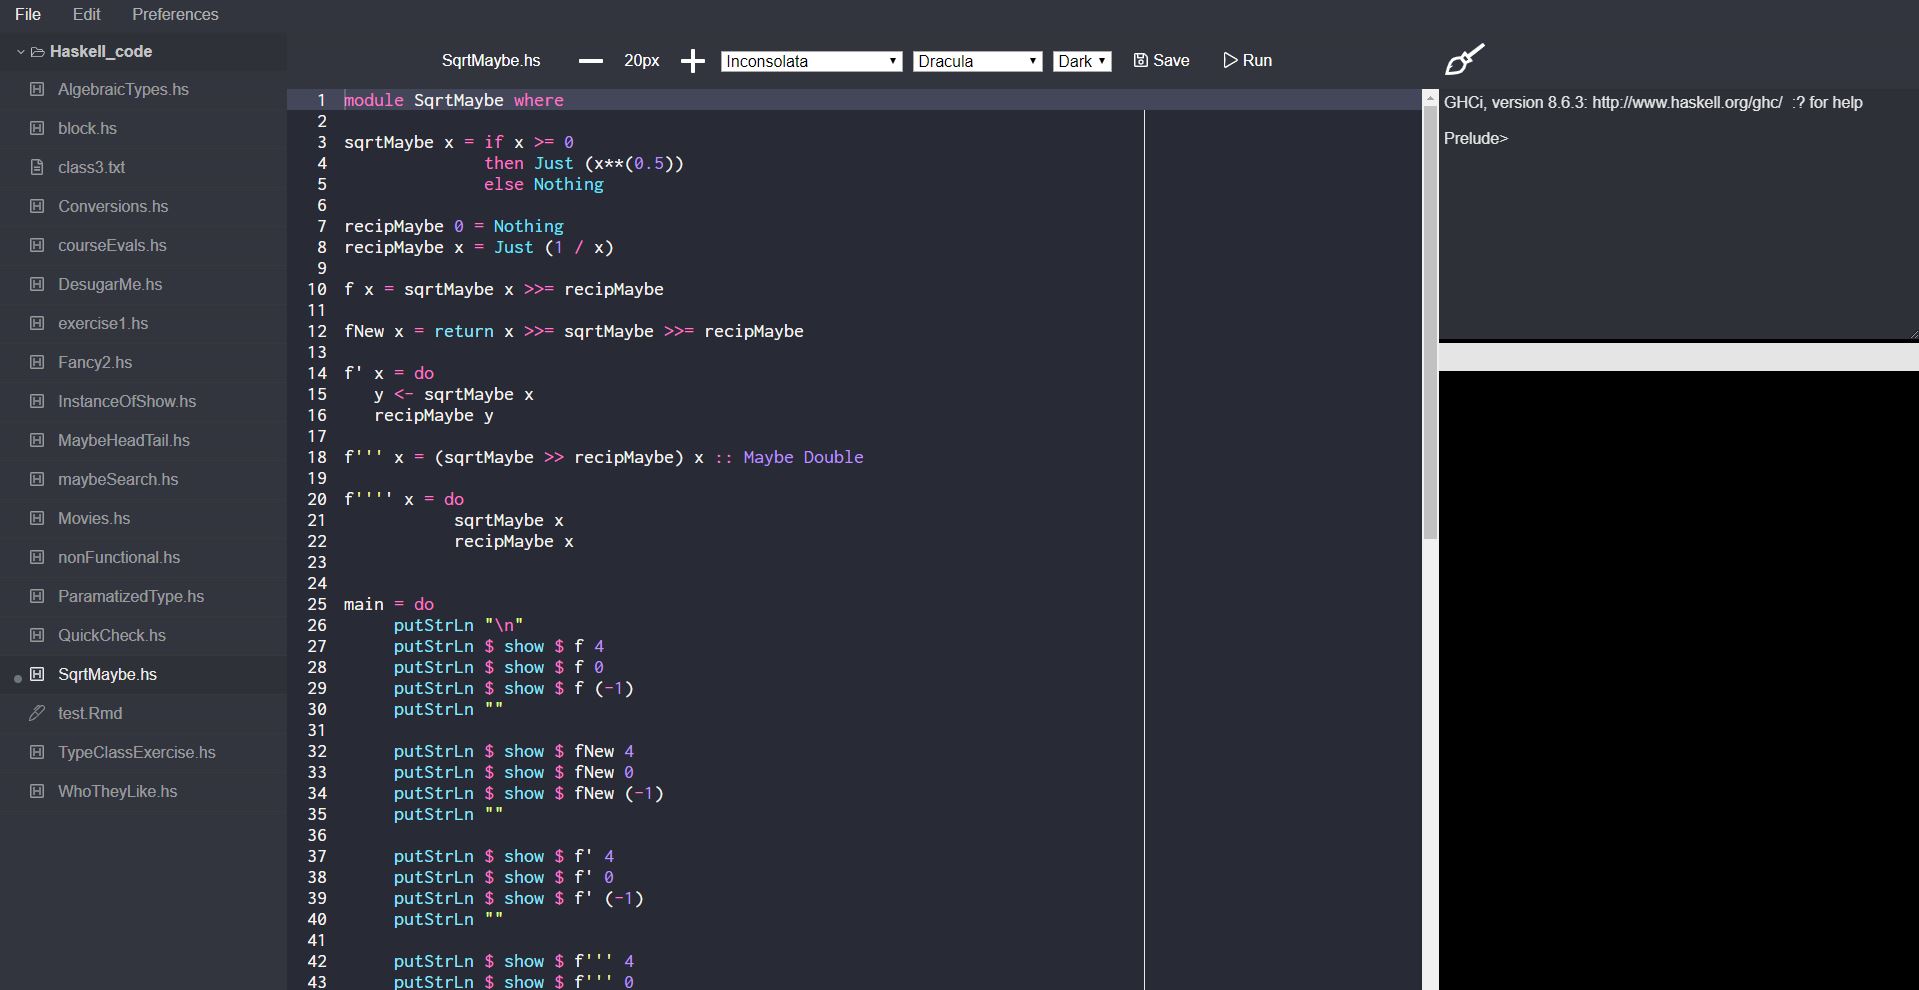 File Edit Preferences
Haskell_code
AlgebraicTypes.hs
block.hs
class3.txt
Conversions.hs
courseEvals.hs
DesugarMe.hs
exercise1.hs
Fancy2.hs
InstanceOfShow.hs
MaybeHeadTail.hs
maybeSearch.hs
Movies.hs
nonFunctional.hs
ParamatizedType.hs
QuickCheck.hs
SqrtMaybe.hs
test.Rmd
TypeClassExercise.hs
WhoTheyLike.hs
SqrtMaybe.hs 20px Inconsolata Dracula Dark Save Run
1 module SqrtMaybe where
2
3 sqrtMaybe x = if x >= 0
4               then Just (x**(0.5))
5               else Nothing
6
7 recipMaybe 0 = Nothing
8 recipMaybe x = Just (1 / x)
9
10 f x = sqrtMaybe x >>= recipMaybe
11
12 fNew x = return x >>= sqrtMaybe >>= recipMaybe
13
14 f' x = do
15    y <- sqrtMaybe x
16    recipMaybe y
17
18 f''' x = (sqrtMaybe >> recipMaybe) x :: Maybe Double
19
20 f'''' x = do
21            sqrtMaybe x
22            recipMaybe x
23
24
25 main = do
26      putStrLn "\n"
27      putStrLn $ show $ f 4
28      putStrLn $ show $ f 0
29      putStrLn $ show $ f (-1)
30      putStrLn ""
31
32      putStrLn $ show $ fNew 4
33      putStrLn $ show $ fNew 0
34      putStrLn $ show $ fNew (-1)
35      putStrLn ""
36
37      putStrLn $ show $ f' 4
38      putStrLn $ show $ f' 0
39      putStrLn $ show $ f' (-1)
40      putStrLn ""
41
42      putStrLn $ show $ f''' 4
43      putStrLn $ show $ f''' 0
GHCi, version 8.6.3: http://www.haskell.org/ghc/  :? for help
Prelude>